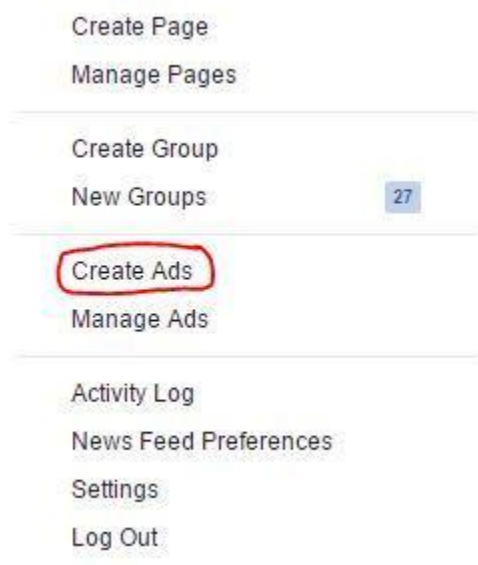 Create Page
Manage Pages
Create Group
New Groups 27
Create Ads
Manage Ads
Activity Log
News Feed Preferences
Settings
Log Out